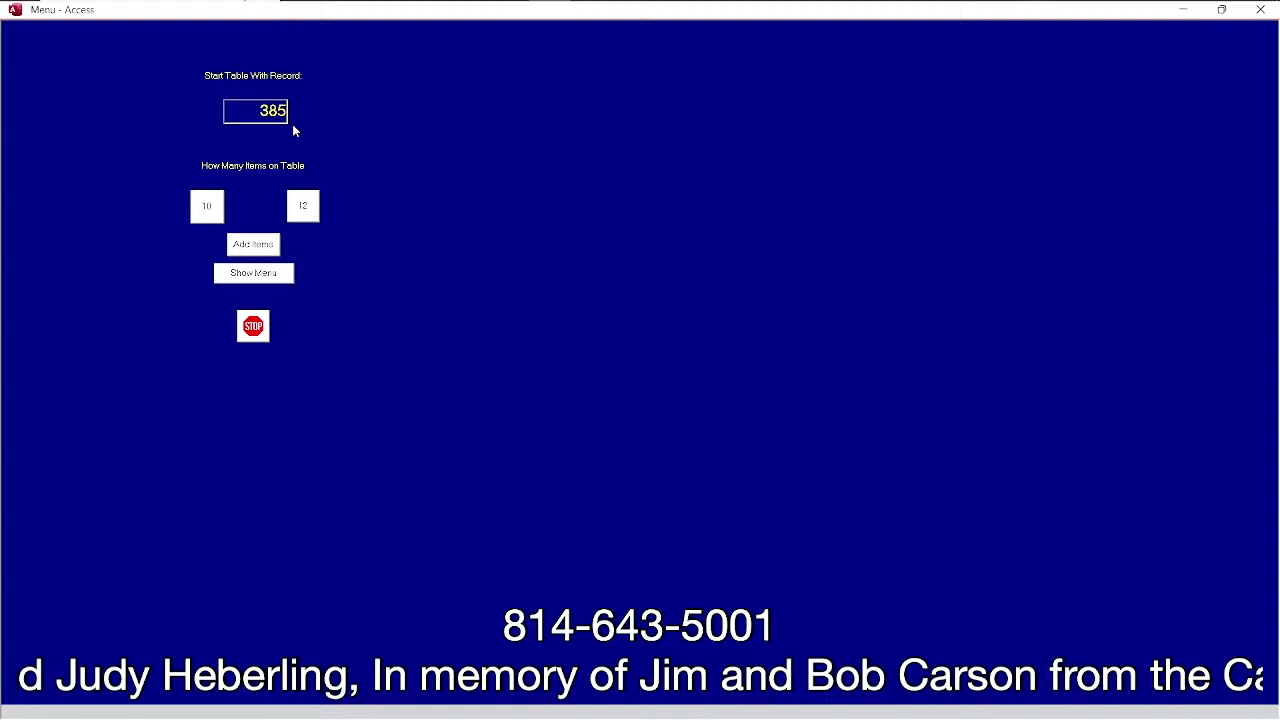 Menu - Access
Start Table With Record:
385
How Many Items on Table
10
12
Add Items
Show Menu
STOP
814-643-5001
d Judy Heberling, In memory of Jim and Bob Carson from the Ca